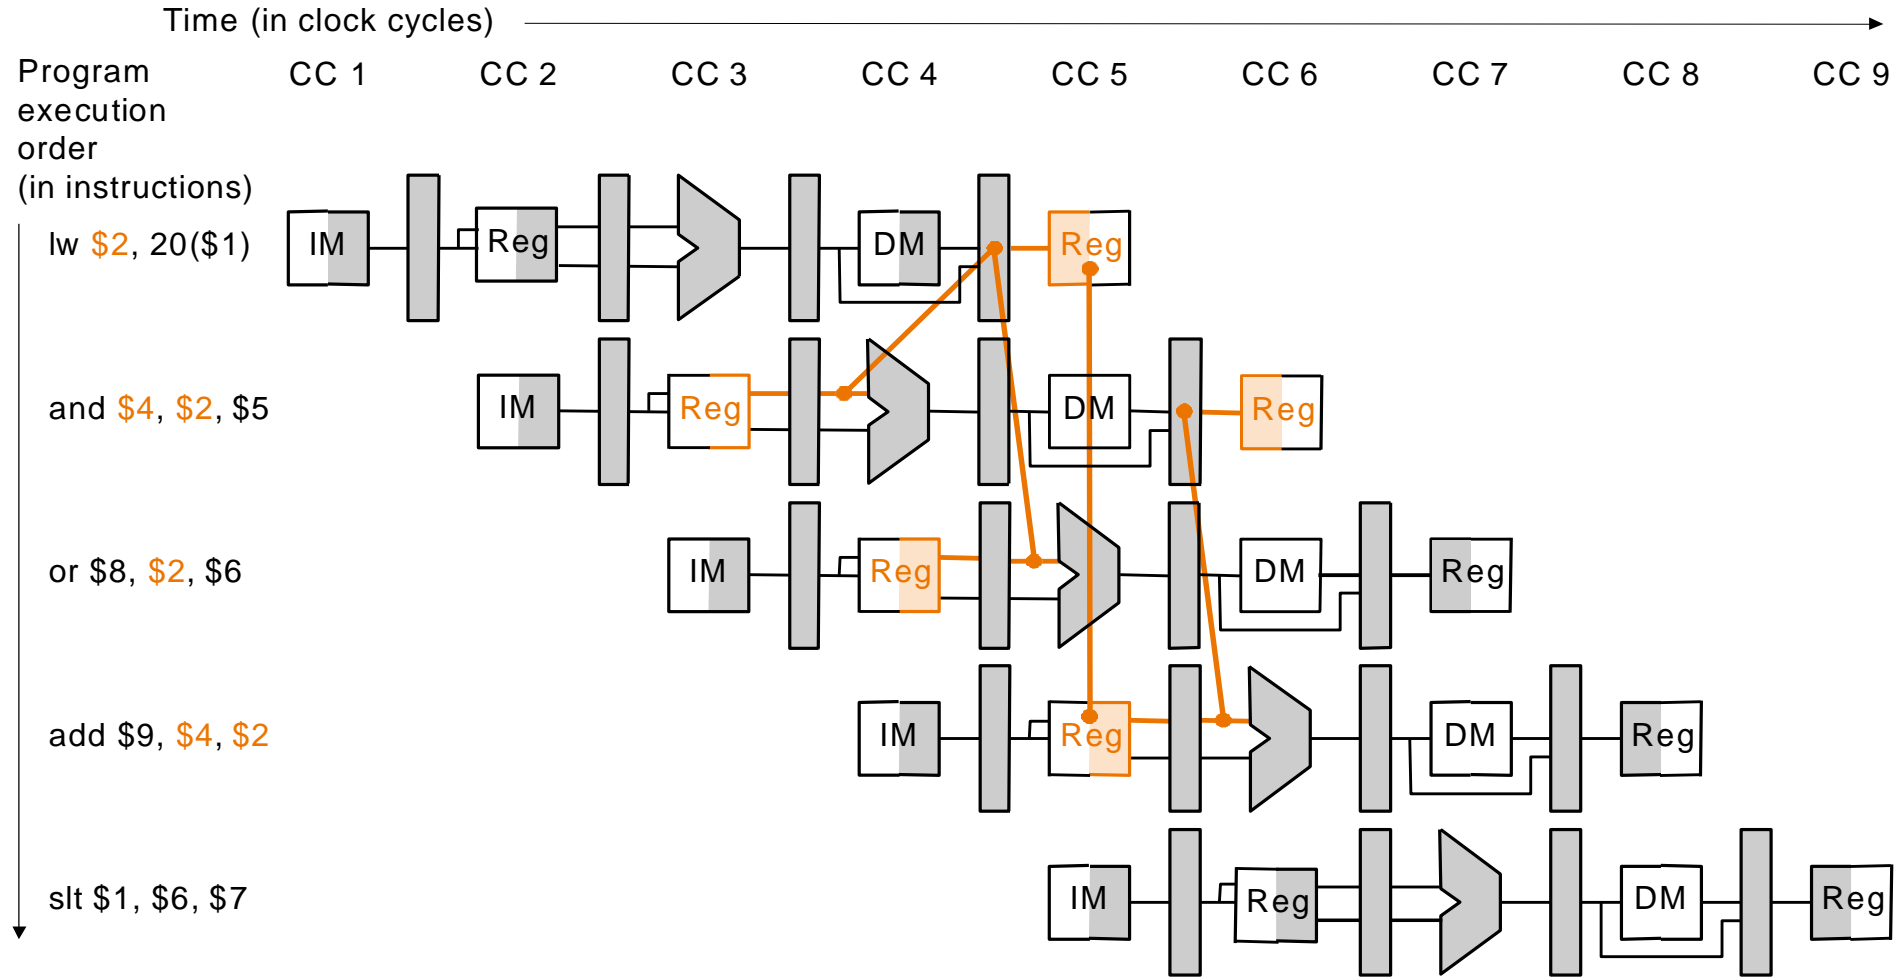 Time (in clock cycles)
Program
execution
order
(in instructions)
CC 1 CC 2 CC 3 CC 4 CC 5 CC 6 CC 7 CC 8 CC 9
lw $2, 20($1) IM Reg DM Reg
and $4, $2, $5 IM Reg DM Reg
or $8, $2, $6 IM Reg DM Reg
add $9, $4, $2 IM Reg DM Reg
slt $1, $6, $7 IM Reg DM Reg